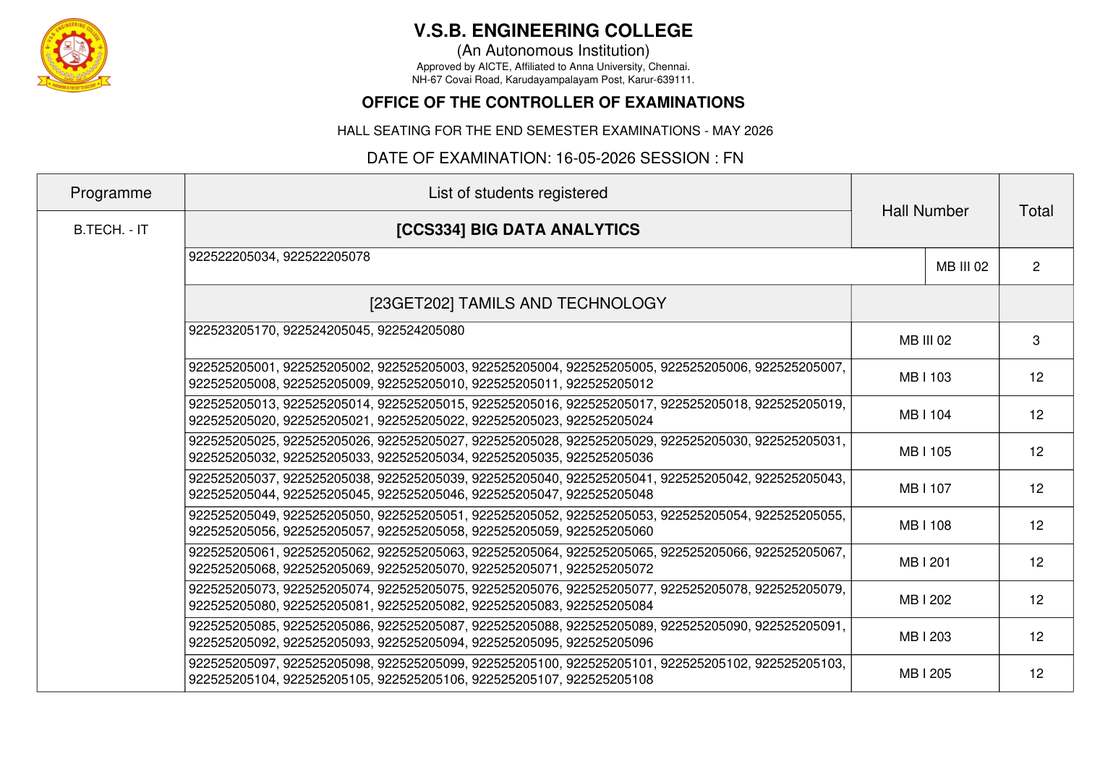 V.S.B. ENGINEERING COLLEGE
(An Autonomous Institution)
Approved by AICTE, Affiliated to Anna University, Chennai.
NH-67 Covai Road, Karudayampalayam Post, Karur-639111.
OFFICE OF THE CONTROLLER OF EXAMINATIONS
HALL SEATING FOR THE END SEMESTER EXAMINATIONS - MAY 2026
DATE OF EXAMINATION: 16-05-2026 SESSION : FN
Programme List of students registered Hall Number Total
B.TECH. - IT [CCS334] BIG DATA ANALYTICS
922522205034, 922522205078 MB III 02 2
[23GET202] TAMILS AND TECHNOLOGY
922523205170, 922524205045, 922524205080 MB III 02 3
922525205001, 922525205002, 922525205003, 922525205004, 922525205005, 922525205006, 922525205007,
922525205008, 922525205009, 922525205010, 922525205011, 922525205012 MB I 103 12
922525205013, 922525205014, 922525205015, 922525205016, 922525205017, 922525205018, 922525205019,
922525205020, 922525205021, 922525205022, 922525205023, 922525205024 MB I 104 12
922525205025, 922525205026, 922525205027, 922525205028, 922525205029, 922525205030, 922525205031,
922525205032, 922525205033, 922525205034, 922525205035, 922525205036 MB I 105 12
922525205037, 922525205038, 922525205039, 922525205040, 922525205041, 922525205042, 922525205043,
922525205044, 922525205045, 922525205046, 922525205047, 922525205048 MB I 107 12
922525205049, 922525205050, 922525205051, 922525205052, 922525205053, 922525205054, 922525205055,
922525205056, 922525205057, 922525205058, 922525205059, 922525205060 MB I 108 12
922525205061, 922525205062, 922525205063, 922525205064, 922525205065, 922525205066, 922525205067,
922525205068, 922525205069, 922525205070, 922525205071, 922525205072 MB I 201 12
922525205073, 922525205074, 922525205075, 922525205076, 922525205077, 922525205078, 922525205079,
922525205080, 922525205081, 922525205082, 922525205083, 922525205084 MB I 202 12
922525205085, 922525205086, 922525205087, 922525205088, 922525205089, 922525205090, 922525205091,
922525205092, 922525205093, 922525205094, 922525205095, 922525205096 MB I 203 12
922525205097, 922525205098, 922525205099, 922525205100, 922525205101, 922525205102, 922525205103,
922525205104, 922525205105, 922525205106, 922525205107, 922525205108 MB I 205 12